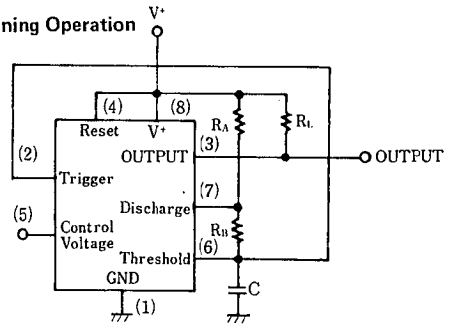 V⁺
ning Operation
(4)
(8)
Reset
V⁺
RA
RL
(3)
OUTPUT
OUTPUT
(2)
Trigger
(7)
Discharge
(5)
Control
Voltage
RB
(6)
Threshold
GND
C
(1)